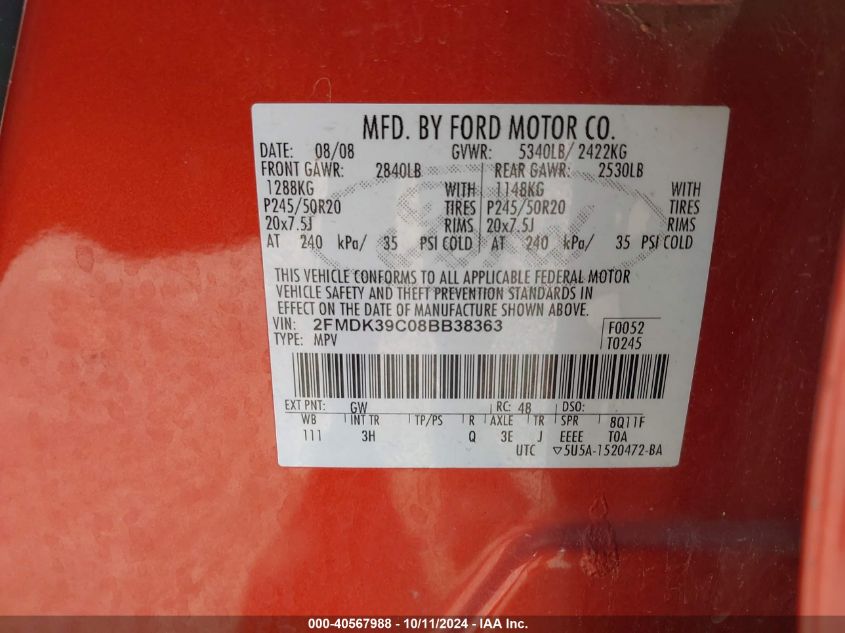 MFD. BY FORD MOTOR CO.
DATE: 08/08 GVWR: 5340LB/ 2422KG
FRONT GAWR: 2840LB REAR GAWR: 2530LB
1288KG WITH 1148KG WITH
P245/50R20 TIRES P245/50R20 TIRES
20x7.5J RIMS 20x7.5J RIMS
AT 240 kPa/ 35 PSI COLD AT 240 kPa/ 35 PSI COLD
THIS VEHICLE CONFORMS TO ALL APPLICABLE FEDERAL MOTOR
VEHICLE SAFETY AND THEFT PREVENTION STANDARDS IN
EFFECT ON THE DATE OF MANUFACTURE SHOWN ABOVE.
VIN: 2FMDK39C08BB38363 F0052
TYPE: MPV T0245
EXT PNT: GW RC: 48 DSO:
WB INT TR TP/PS R AXLE TR SPR 8Q11F
111 3H Q 3E J EEEE TOA
UTC ▽5U5A-1520472-BA
000-40567988 - 10/11/2024 - IAA Inc.